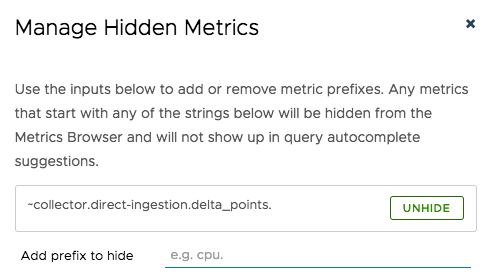 Manage Hidden Metrics
Use the inputs below to add or remove metric prefixes. Any metrics
that start with any of the strings below will be hidden from the
Metrics Browser and will not show up in query autocomplete
suggestions.
~collector.direct-ingestion.delta_points.
UNHIDE
Add prefix to hide
e.g. cpu.